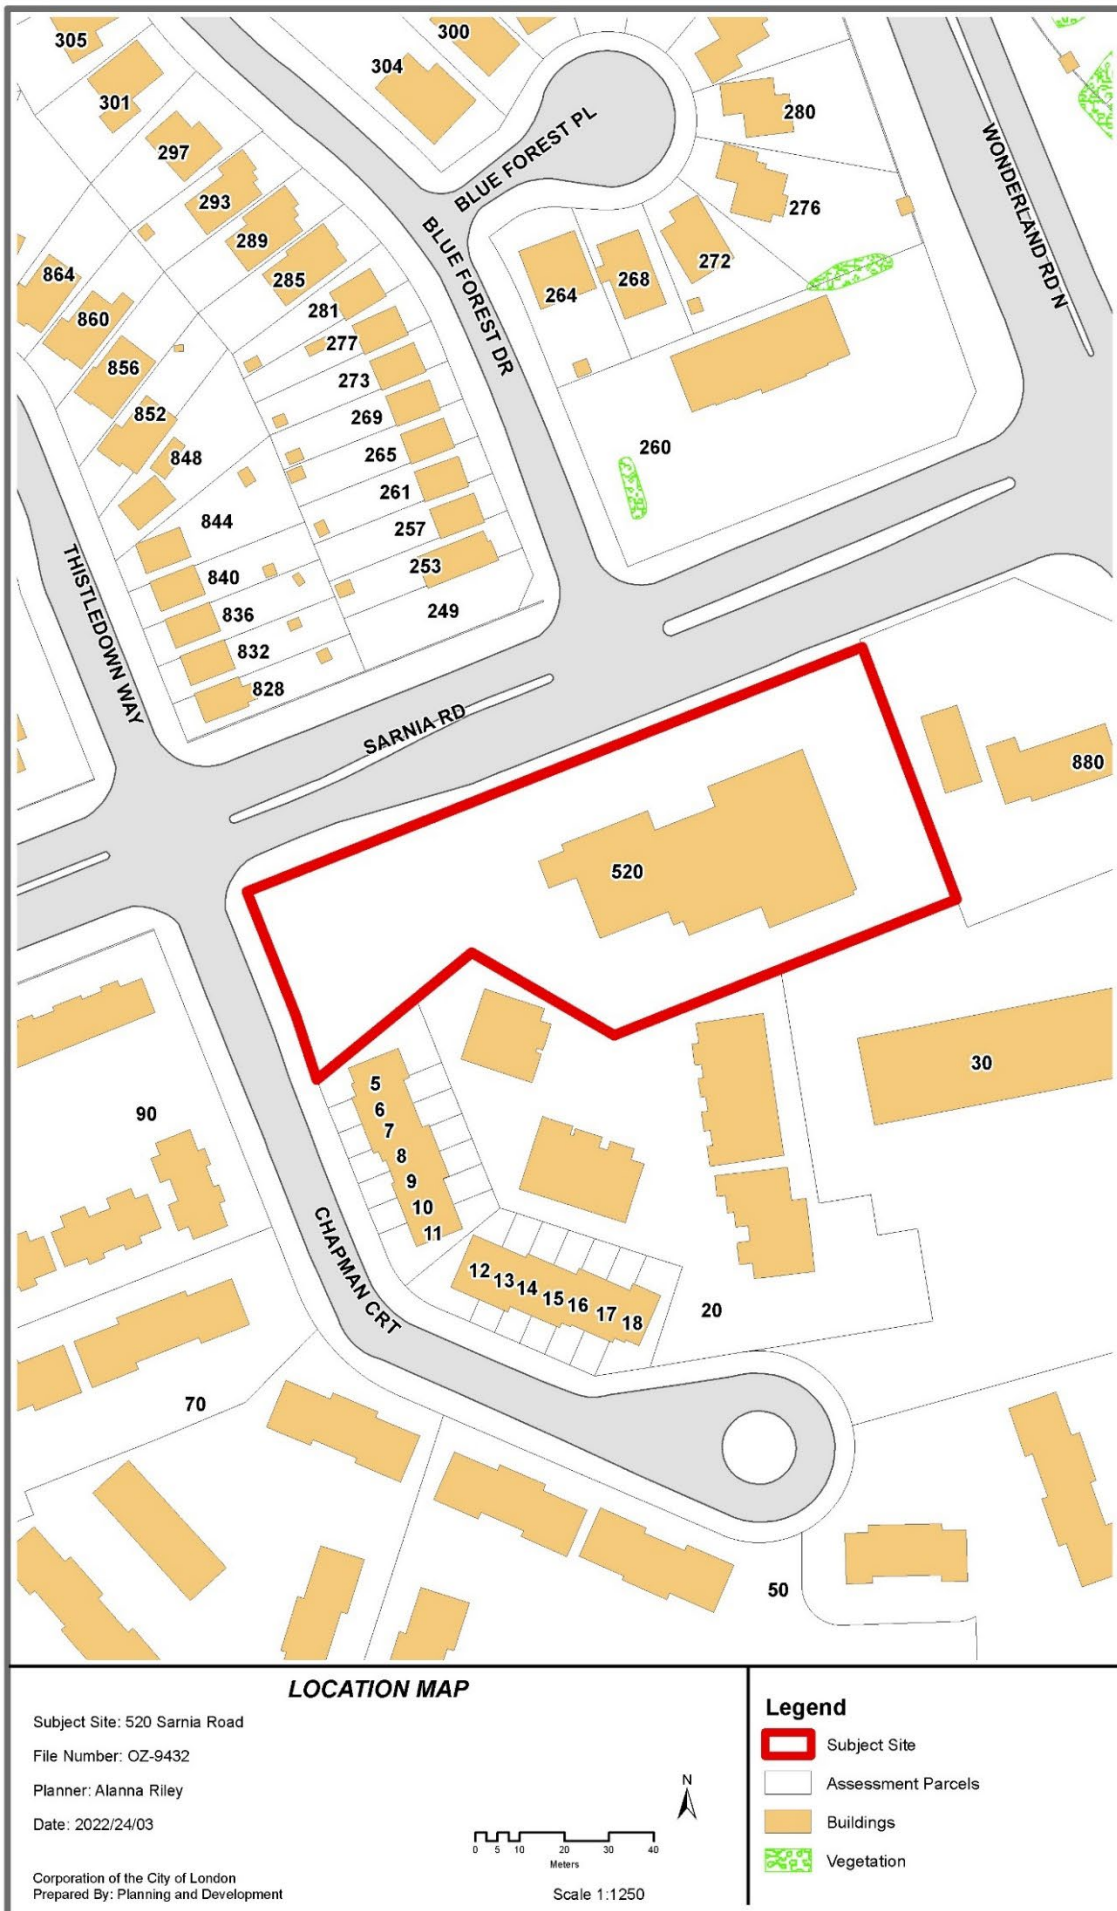 305
300
304
301
280
BLUE FOREST PL
WONDERLAND RD N
297
293
276
289
BLUE FOREST DR
272
864
285
268
264
281
860
277
856
273
852
269
260
848
265
261
844
257
THISTLEDOWN WAY
253
840
249
836
832
828
SARNIA RD
880
520
30
5
90
6
7
8
9
10
11
CHAPMAN CRT
12
13
14
15
16
17
18
20
70
50
LOCATION MAP
Subject Site: 520 Sarnia Road
File Number: OZ-9432
Planner: Alanna Riley
Date: 2022/24/03
Corporation of the City of London
Prepared By: Planning and Development
N
0 5 10 20 30 40
Meters
Scale 1:1250
Legend
Subject Site
Assessment Parcels
Buildings
Vegetation